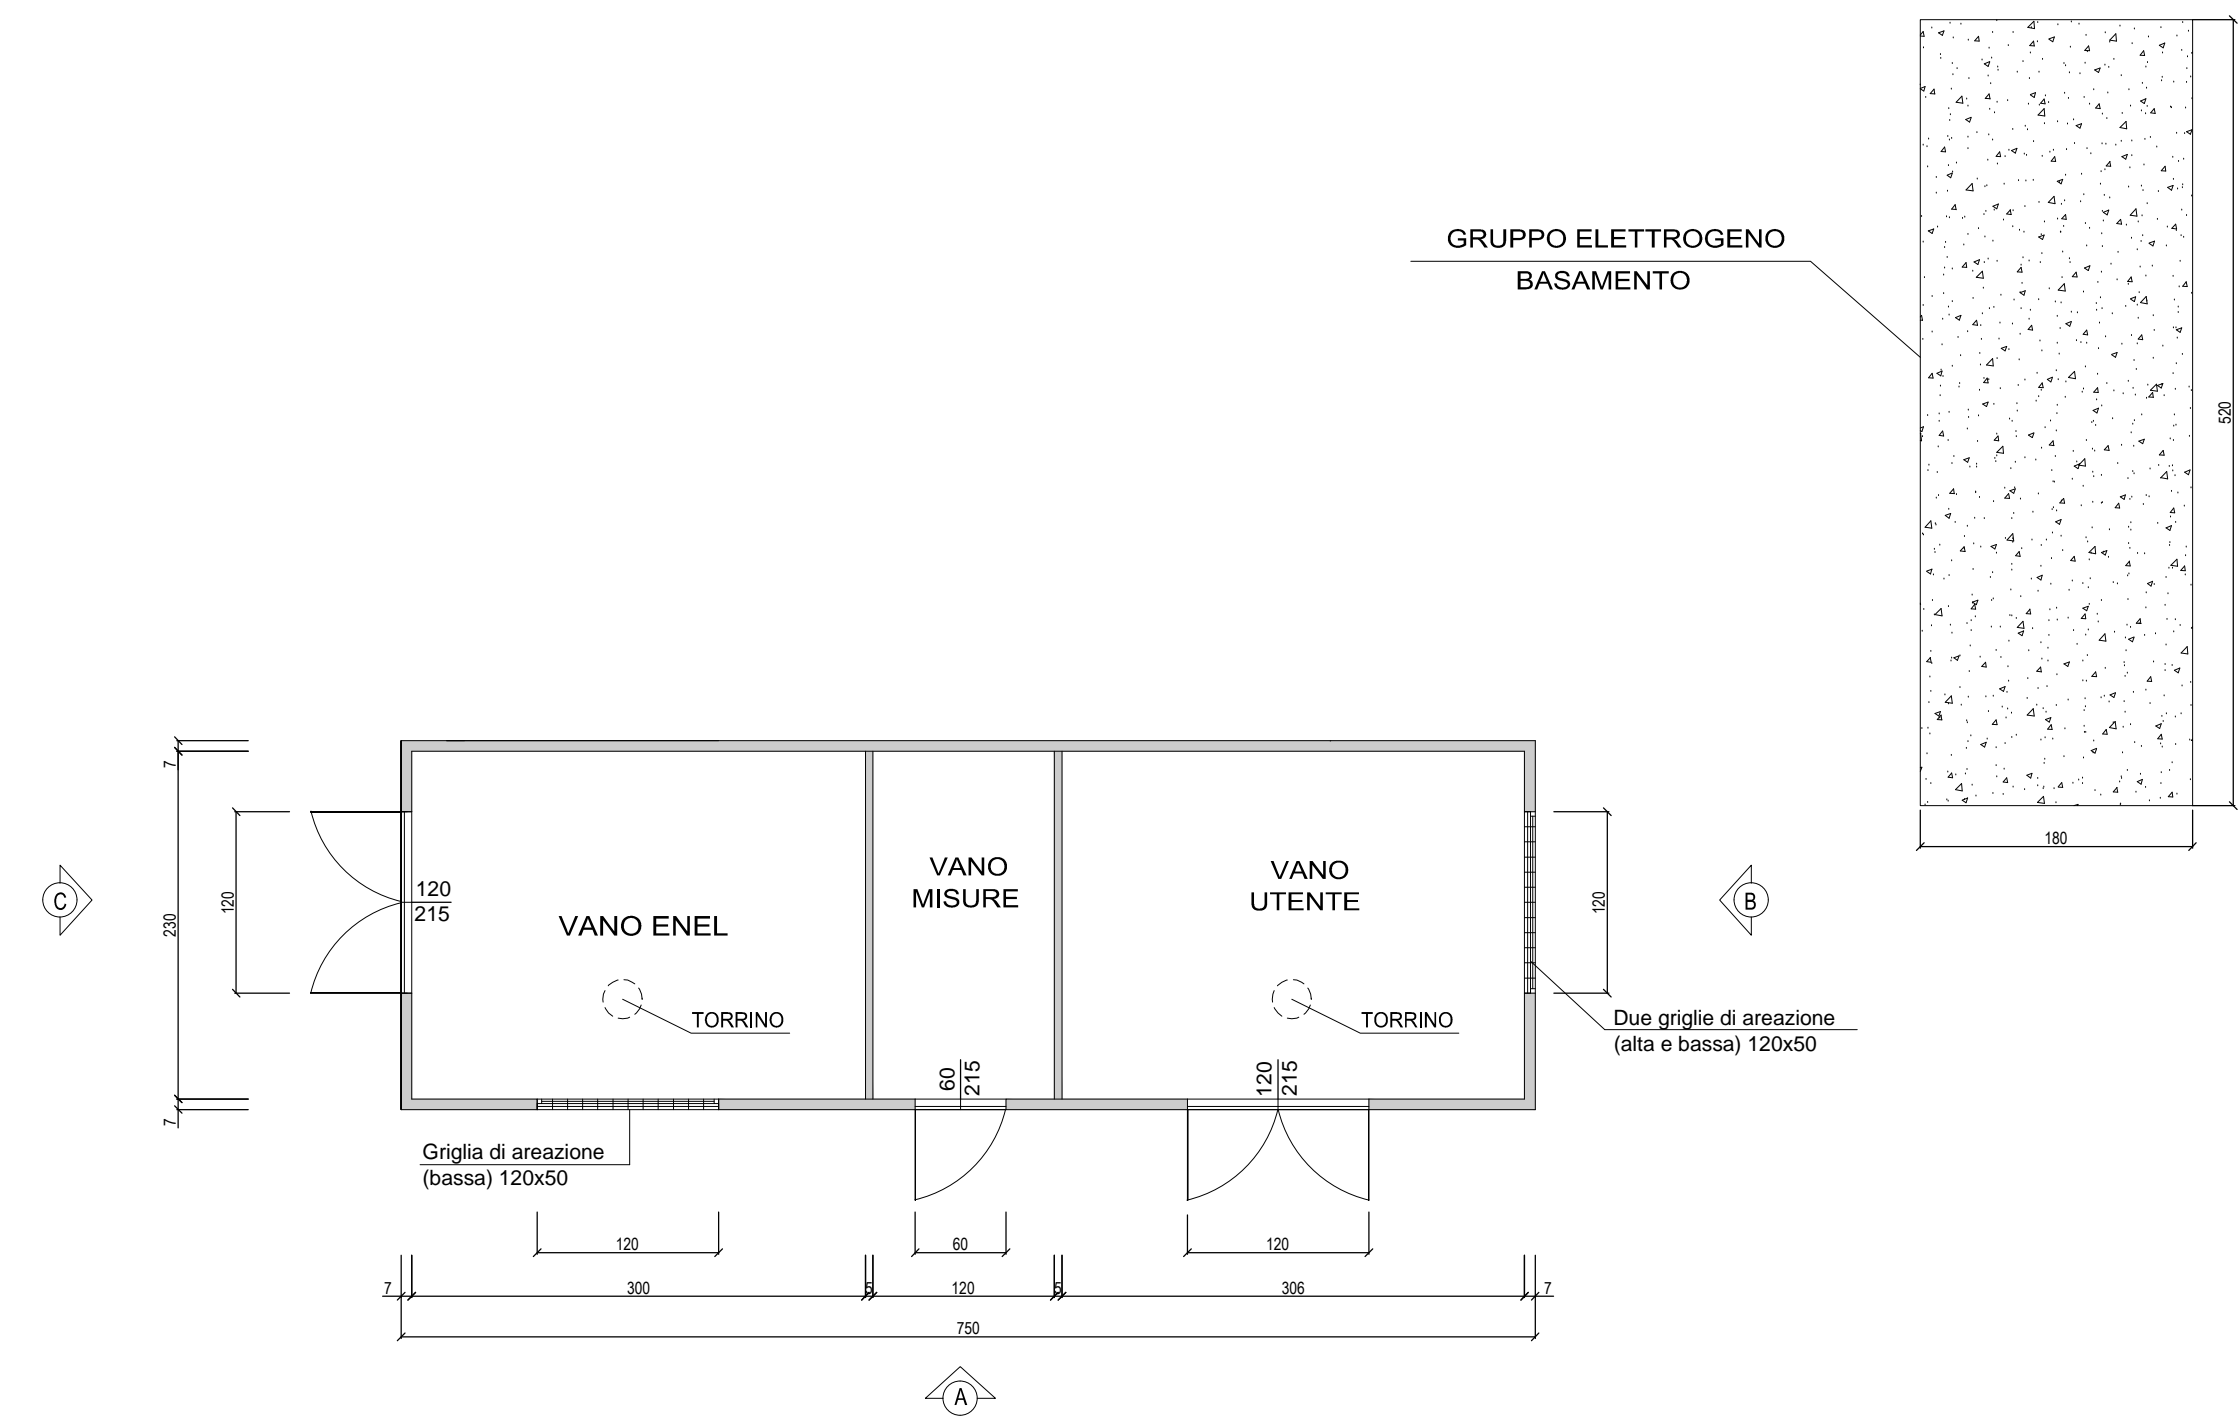 GRUPPO ELETTROGENO
BASAMENTO
520
180
7
230
7
120
C
120
215
VANO ENEL
TORRINO
VANO
MISURE
60
215
VANO
UTENTE
TORRINO
120
215
120
B
Due griglie di areazione
(alta e bassa) 120x50
Griglia di areazione
(bassa) 120x50
120
60
120
7
300
5
120
5
306
7
750
A